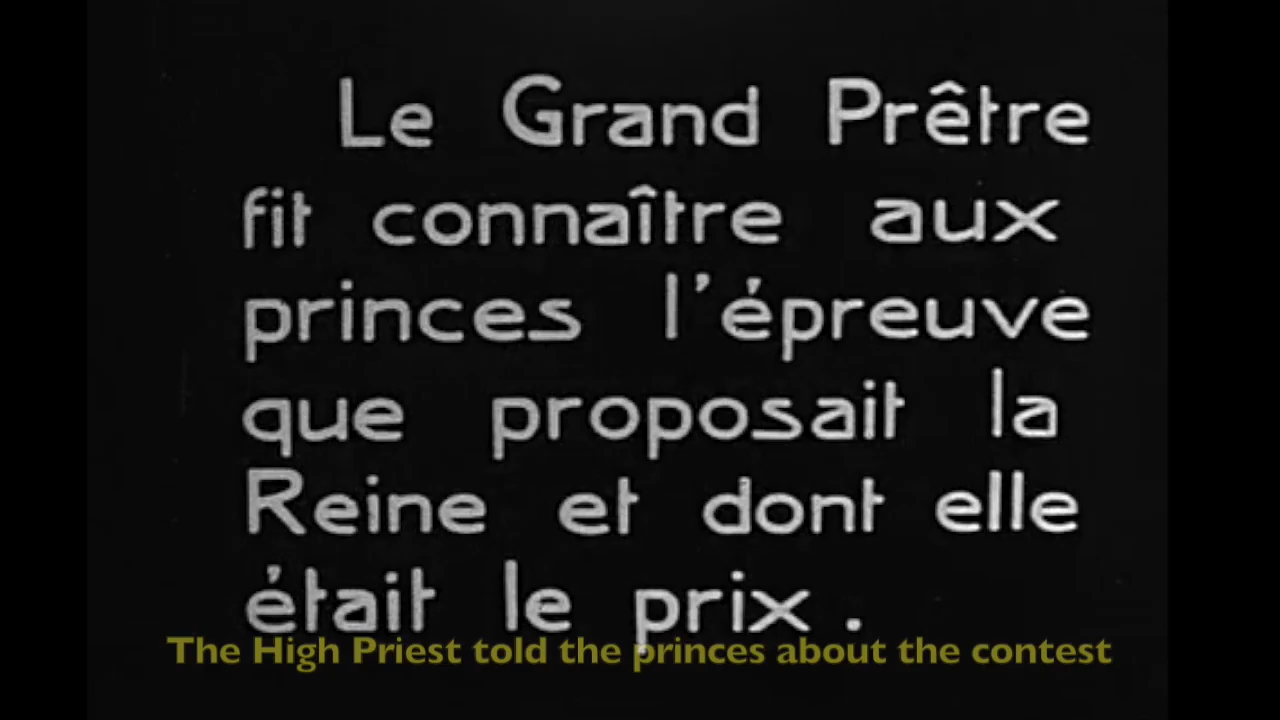 Le Grand Prêtre
fit connaître aux
princes l'épreuve
que proposait la
Reine et dont elle
était le prix.
The High Priest told the princes about the contest